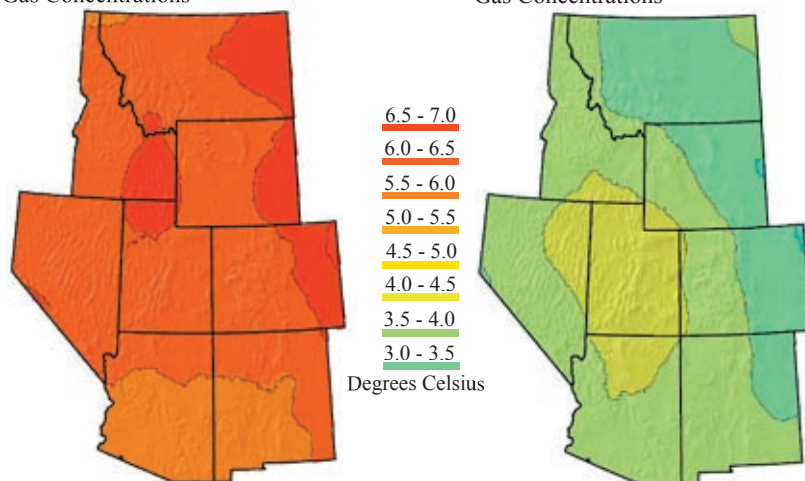 Gas Concentrations
Gas Concentrations
6.5 - 7.0
6.0 - 6.5
5.5 - 6.0
5.0 - 5.5
4.5 - 5.0
4.0 - 4.5
3.5 - 4.0
3.0 - 3.5
Degrees Celsius